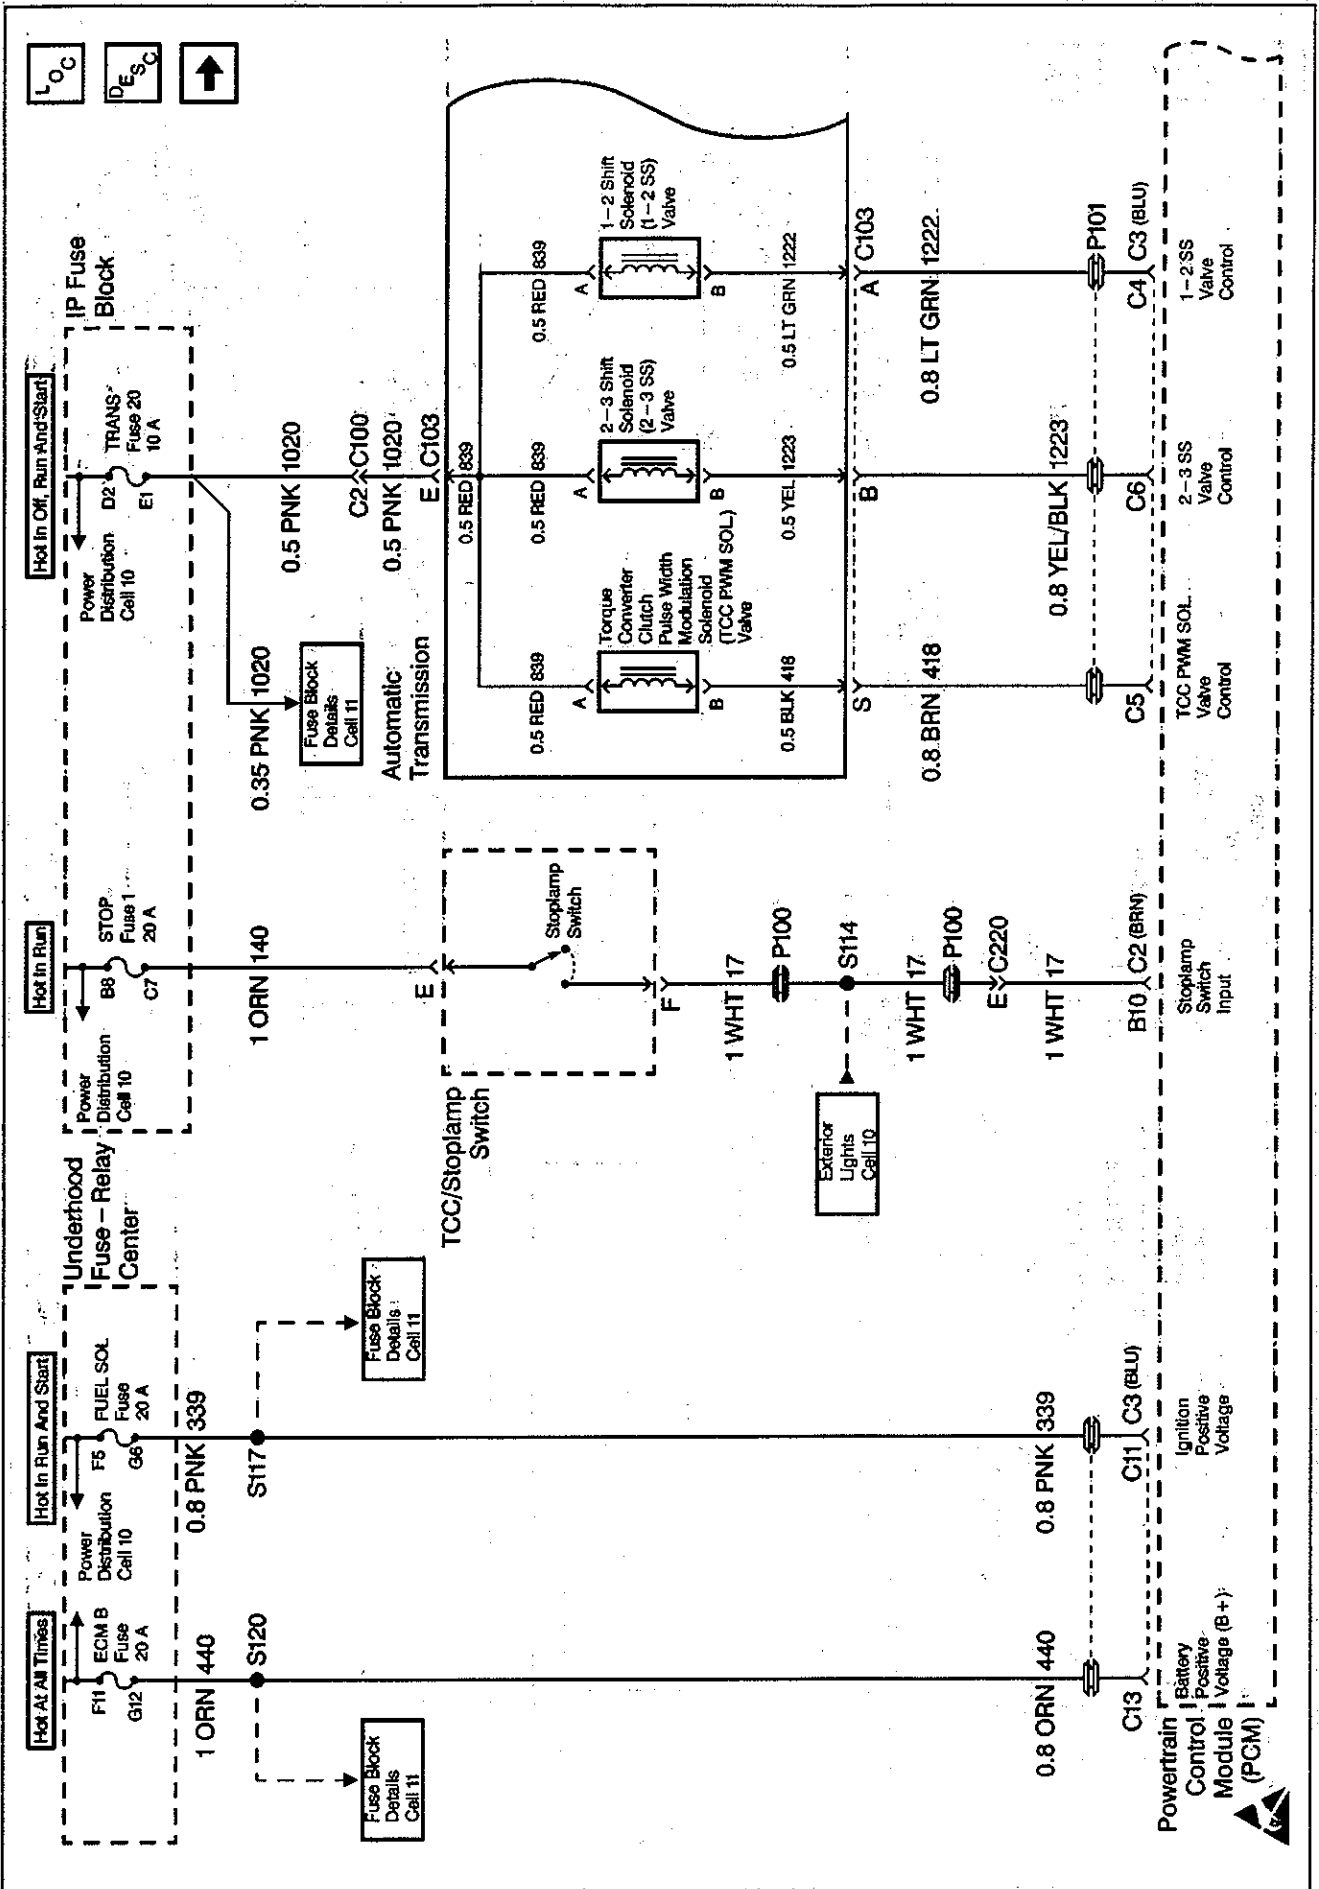 LOC
DESC
Hot At All Times
Hot In Run And Start
Hot In Run
Hot In Off, Run And Start
Underhood
Fuse – Relay
Center
IP Fuse
Block
F11
ECM B
Fuse
20 A
G12
Power
Distribution
Cell 10
F5
FUEL SOL
Fuse
20 A
G6
Power
Distribution
Cell 10
B8
STOP
Fuse 1
20 A
C7
Power
Distribution
Cell 10
D2
TRANS
Fuse 20
10 A
E1
1 ORN 440
0.8 PNK 339
1 ORN 140
0.35 PNK 1020
0.5 PNK 1020
S120
S117
Fuse Block
Details
Cell 11
Fuse Block
Details
Cell 11
Fuse Block
Details
Cell 11
C2
C100
0.5 PNK 1020
E
C103
TCC/Stoplamp
Switch
E
Stoplamp
Switch
F
Automatic
Transmission
0.5 RED 839
0.5 RED 839
0.5 RED 839
0.5 RED 839
A
A
A
Torque
Converter
Clutch
Pulse Width
Modulation
Solenoid
(TCC PWM SOL)
Valve
2 – 3 Shift
Solenoid
(2 – 3 SS)
Valve
1 – 2 Shift
Solenoid
(1 – 2 SS)
Valve
B
B
B
0.5 BLK 418
0.5 YEL 1223
0.5 LT GRN 1222
S
B
A
C103
1 WHT 17
P100
S114
Exterior
Lights
Cell 10
1 WHT 17
P100
E
C220
1 WHT 17
0.8 BRN 418
0.8 YEL/BLK 1223
0.8 LT GRN 1222
P101
0.8 ORN 440
0.8 PNK 339
C13
C11
C3 (BLU)
B10
C2 (BRN)
C5
C6
C4
C3 (BLU)
Powertrain
Control
Module
(PCM)
Battery
Positive
Voltage (B+)
Ignition
Positive
Voltage
Stoplamp
Switch
Input
TCC PWM SOL
Valve
Control
2 – 3 SS
Valve
Control
1 – 2 SS
Valve
Control